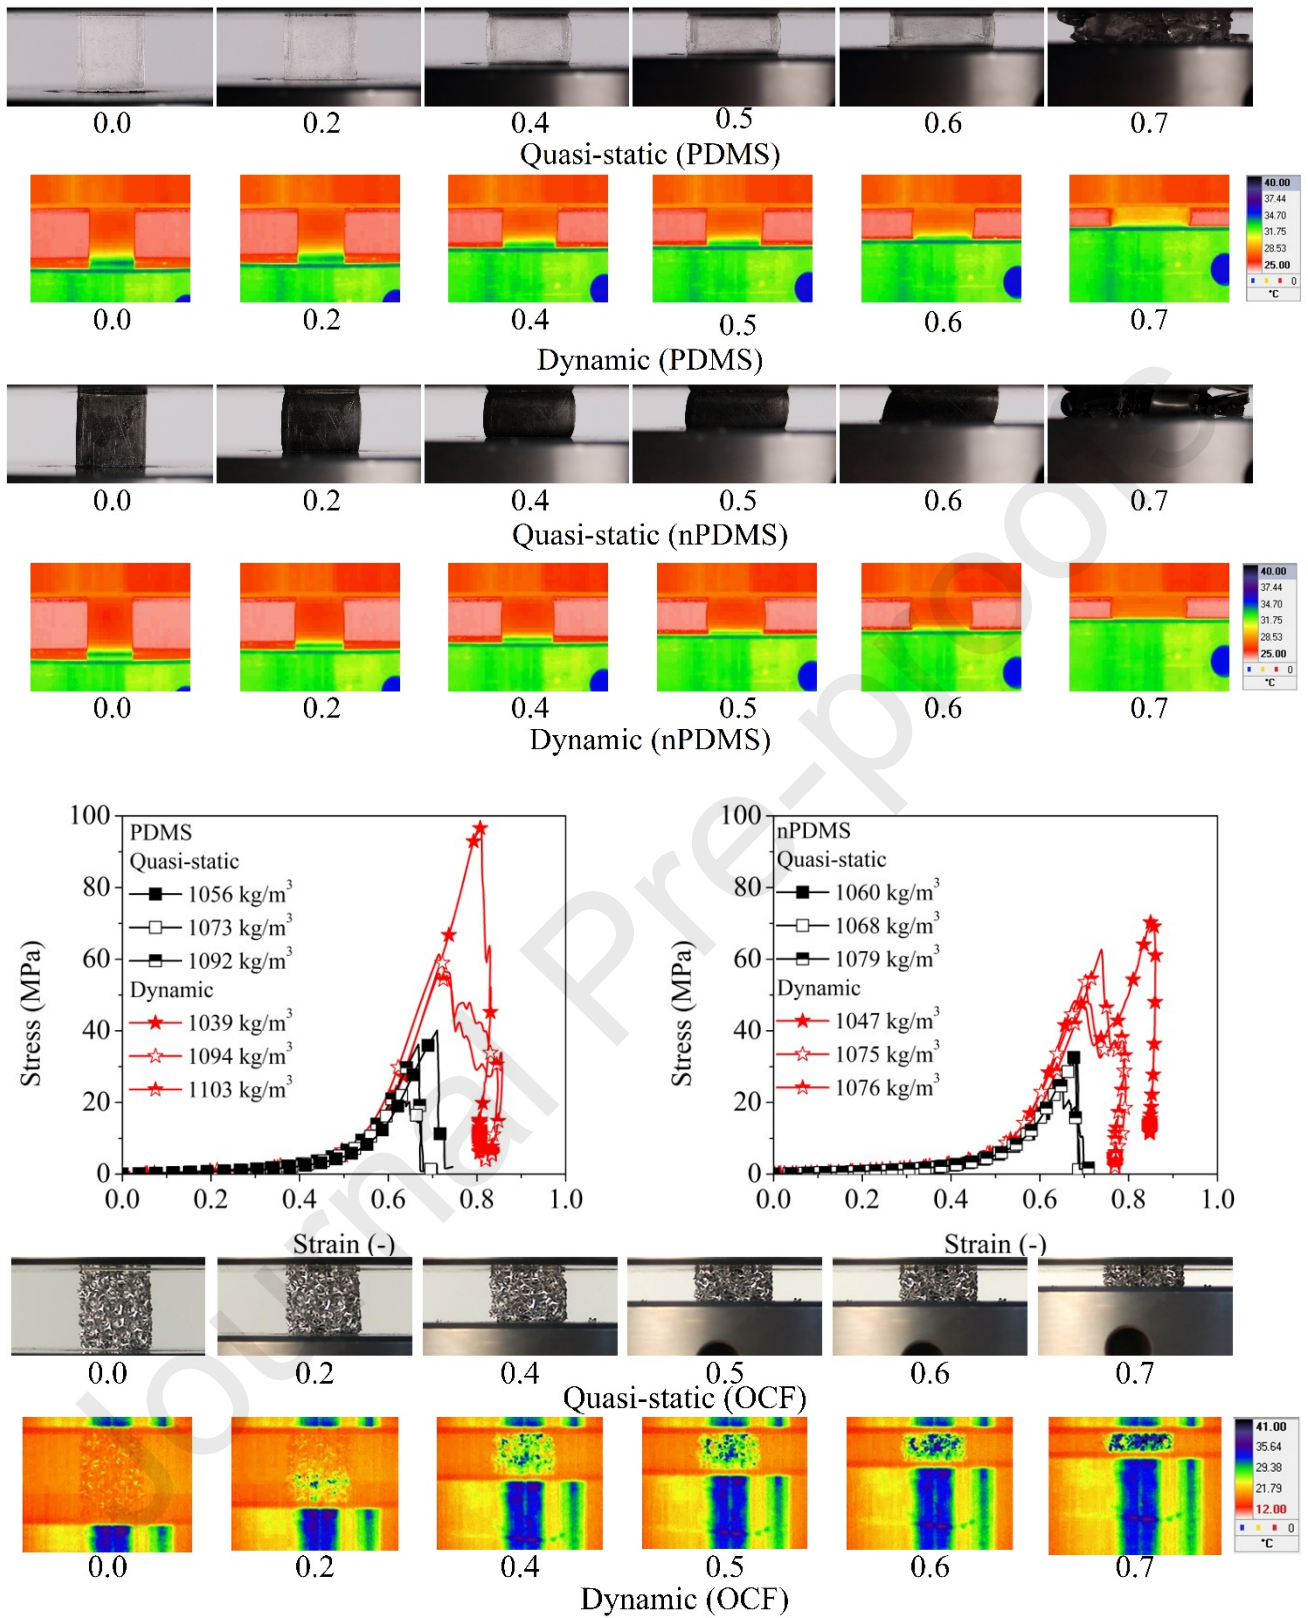 0.0 0.2 0.4 0.5 0.6 0.7
Quasi-static (PDMS)
40.00
37.44
34.70
31.75
28.53
25.00
0
°C
0.0 0.2 0.4 0.5 0.6 0.7
Dynamic (PDMS)
0.0 0.2 0.4 0.5 0.6 0.7
Quasi-static (nPDMS)
40.00
37.44
34.70
31.75
28.53
25.00
0
°C
0.0 0.2 0.4 0.5 0.6 0.7
Dynamic (nPDMS)
Stress (MPa)
100
80
60
40
20
0
PDMS
Quasi-static
1056 kg/m³
1073 kg/m³
1092 kg/m³
Dynamic
1039 kg/m³
1094 kg/m³
1103 kg/m³
0.0 0.2 0.4 0.6 0.8 1.0
Strain (-)
Stress (MPa)
100
80
60
40
20
0
nPDMS
Quasi-static
1060 kg/m³
1068 kg/m³
1079 kg/m³
Dynamic
1047 kg/m³
1075 kg/m³
1076 kg/m³
0.0 0.2 0.4 0.6 0.8 1.0
Strain (-)
0.0 0.2 0.4 0.5 0.6 0.7
Quasi-static (OCF)
41.00
35.64
29.38
21.79
12.00
0
°C
0.0 0.2 0.4 0.5 0.6 0.7
Dynamic (OCF)
Journal Pre-proofs